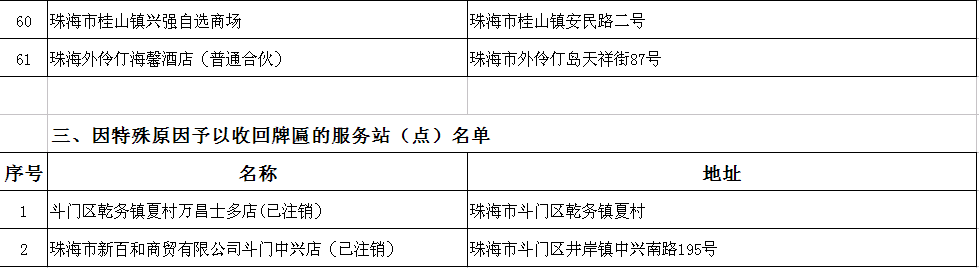 60 珠海市桂山镇兴强自选商场 珠海市桂山镇安民路二号
61 珠海外伶仃海馨酒店（普通合伙） 珠海市外伶仃岛天祥街87号
三、因特殊原因予以收回牌匾的服务站（点）名单
序号 名称 地址
1 斗门区乾务镇夏村万昌士多店(已注销） 珠海市斗门区乾务镇夏村
2 珠海市新百和商贸有限公司斗门中兴店（已注销） 珠海市斗门区井岸镇中兴南路195号